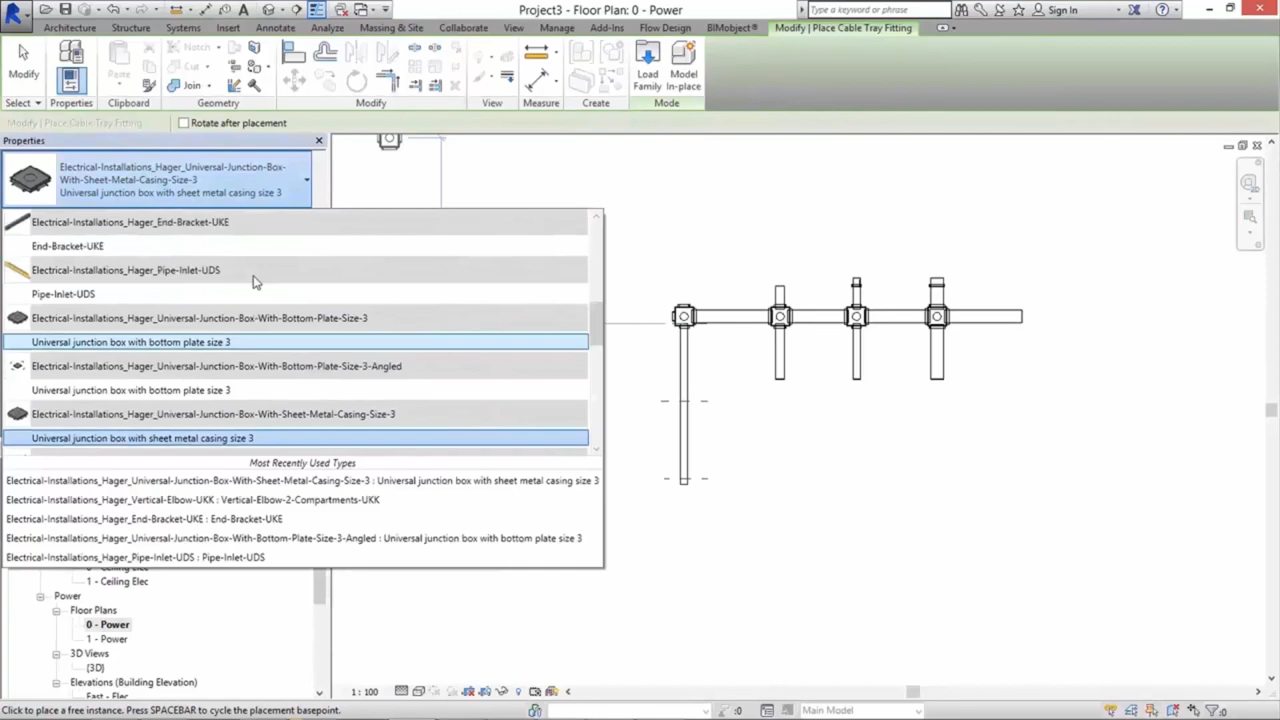 Project3 - Floor Plan: 0 - Power
Type a keyword or phrase
Sign In
Architecture Structure Systems Insert Annotate Analyze Massing & Site Collaborate View Manage Add-Ins Flow Design BIMobject® Modify | Place Cable Tray Fitting
Modify
Select
Properties
Paste
Clipboard
Notch
Cut
Join
Geometry
Modify
View
Measure
Create
Load Family
Model In-place
Mode
Modify | Place Cable Tray Fitting
Rotate after placement
Properties
Electrical-Installations_Hager_Universal-Junction-Box-
With-Sheet-Metal-Casing-Size-3
Universal junction box with sheet metal casing size 3
Electrical-Installations_Hager_End-Bracket-UKE
End-Bracket-UKE
Electrical-Installations_Hager_Pipe-Inlet-UDS
Pipe-Inlet-UDS
Electrical-Installations_Hager_Universal-Junction-Box-With-Bottom-Plate-Size-3
Universal junction box with bottom plate size 3
Electrical-Installations_Hager_Universal-Junction-Box-With-Bottom-Plate-Size-3-Angled
Universal junction box with bottom plate size 3
Electrical-Installations_Hager_Universal-Junction-Box-With-Sheet-Metal-Casing-Size-3
Universal junction box with sheet metal casing size 3
Most Recently Used Types
Electrical-Installations_Hager_Universal-Junction-Box-With-Sheet-Metal-Casing-Size-3 : Universal junction box with sheet metal casing size 3
Electrical-Installations_Hager_Vertical-Elbow-UKK : Vertical-Elbow-2-Compartments-UKK
Electrical-Installations_Hager_End-Bracket-UKE : End-Bracket-UKE
Electrical-Installations_Hager_Universal-Junction-Box-With-Bottom-Plate-Size-3-Angled : Universal junction box with bottom plate size 3
Electrical-Installations_Hager_Pipe-Inlet-UDS : Pipe-Inlet-UDS
1 - Ceiling Elec
Power
Floor Plans
0 - Power
1 - Power
3D Views
{3D}
Elevations (Building Elevation)
East - Elec
1 : 100
Click to place a free instance. Press SPACEBAR to cycle the placement basepoint.
:0
Main Model
:0